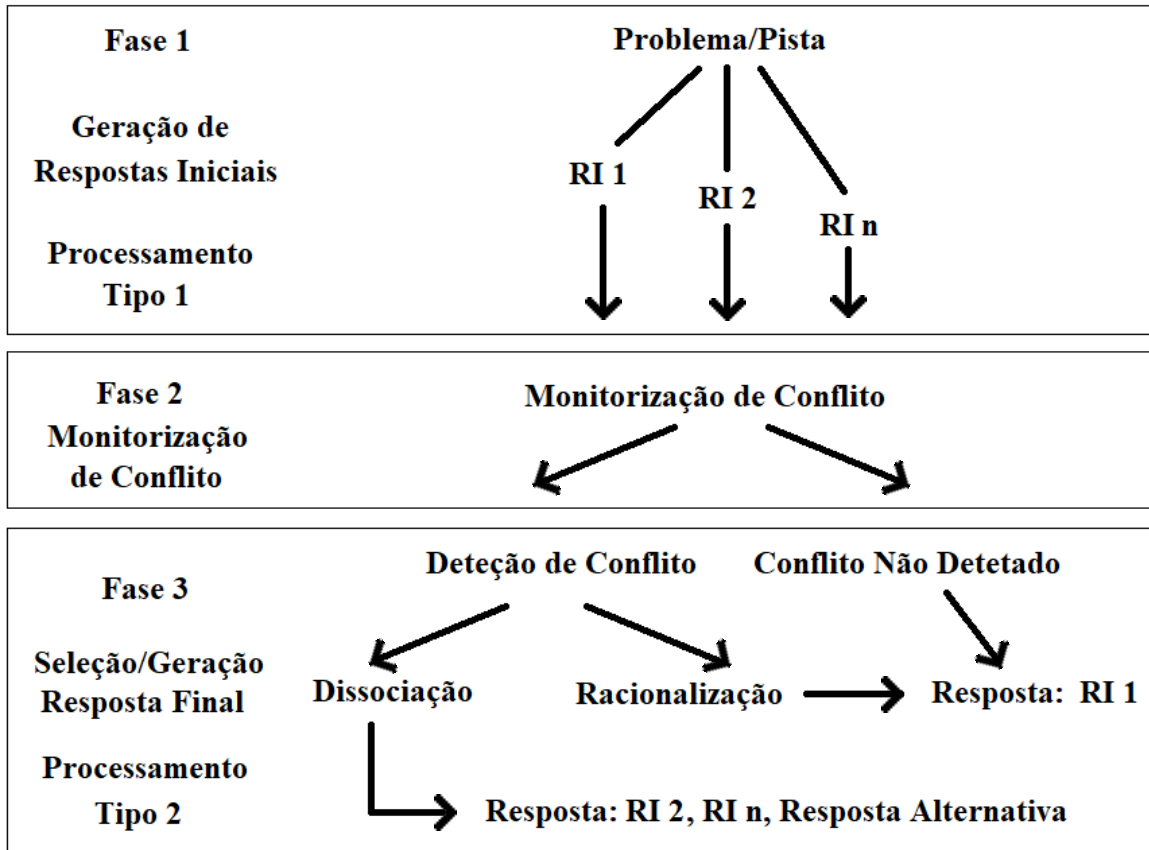 Fase 1
Problema/Pista
Geração de
Respostas Iniciais
RI 1
RI 2
RI n
Processamento
Tipo 1
Fase 2
Monitorização
de Conflito
Monitorização de Conflito
Deteção de Conflito
Conflito Não Detetado
Fase 3
Seleção/Geração
Resposta Final
Dissociação
Racionalização
Resposta: RI 1
Processamento
Tipo 2
Resposta: RI 2, RI n, Resposta Alternativa